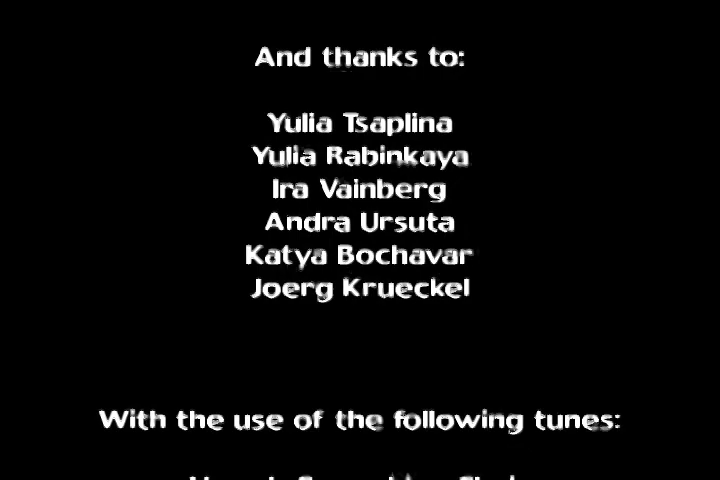 And thanks to:
Yulia Tsaplina
Yulia Rabinkaya
Ira Vainberg
Andra Ursuta
Katya Bochavar
Joerg Krueckel
With the use of the following tunes: